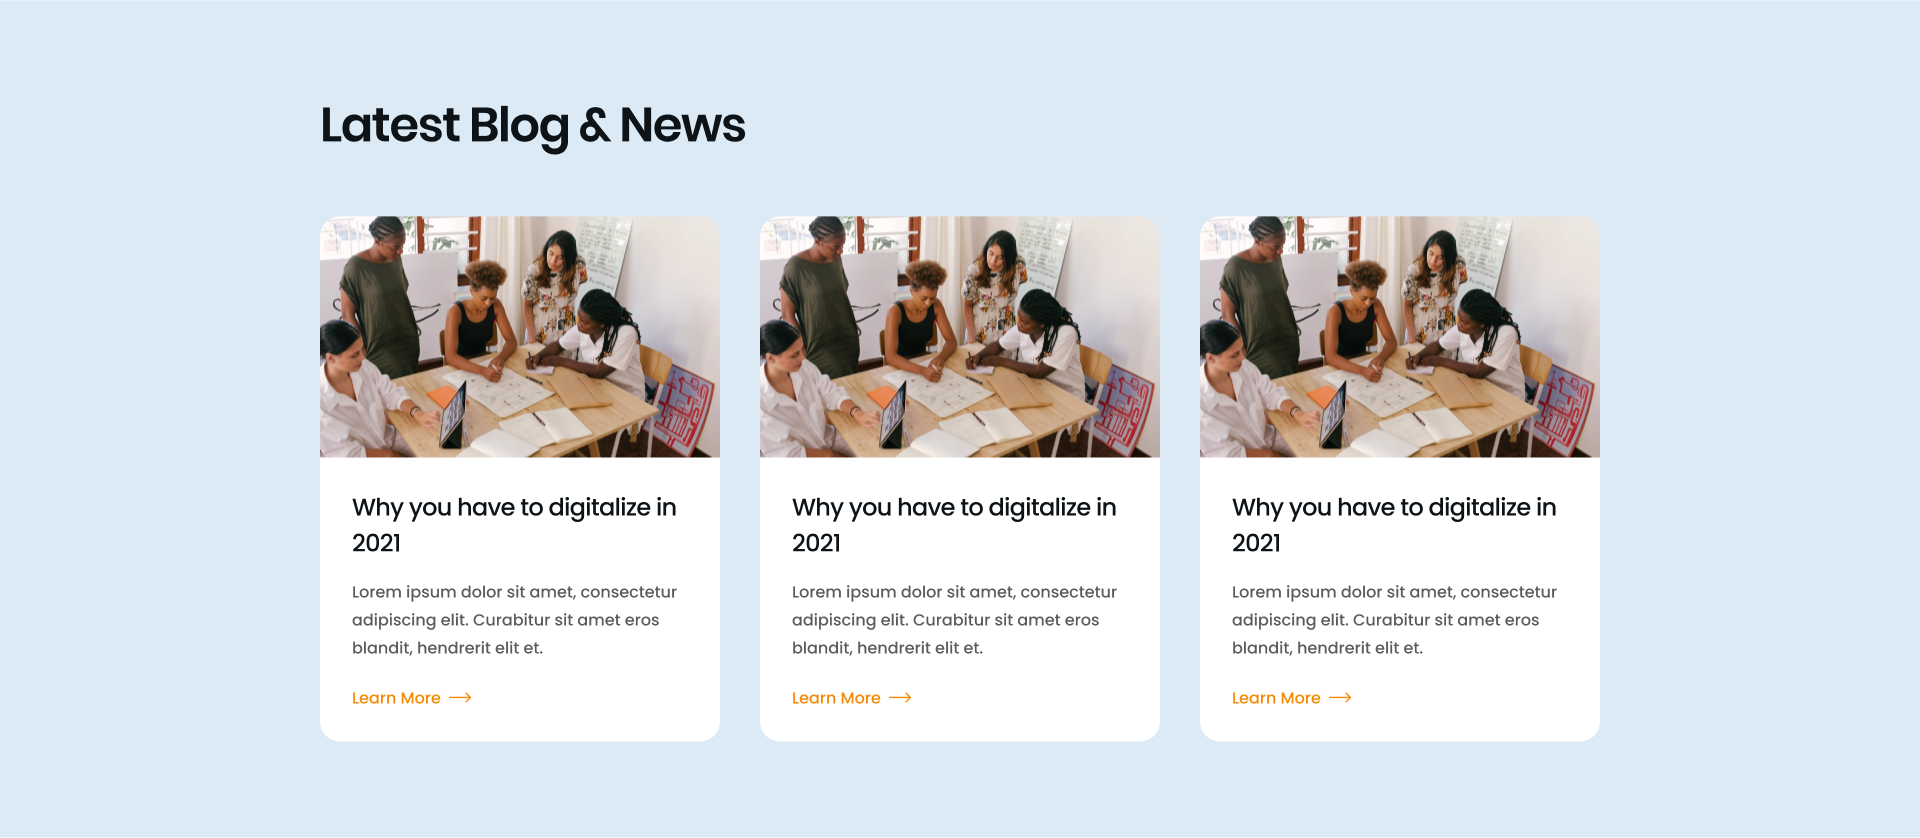 Latest Blog & News
Why you have to digitalize in
2021
Lorem ipsum dolor sit amet, consectetur
adipiscing elit. Curabitur sit amet eros
blandit, hendrerit elit et.
Learn More
Why you have to digitalize in
2021
Lorem ipsum dolor sit amet, consectetur
adipiscing elit. Curabitur sit amet eros
blandit, hendrerit elit et.
Learn More
Why you have to digitalize in
2021
Lorem ipsum dolor sit amet, consectetur
adipiscing elit. Curabitur sit amet eros
blandit, hendrerit elit et.
Learn More